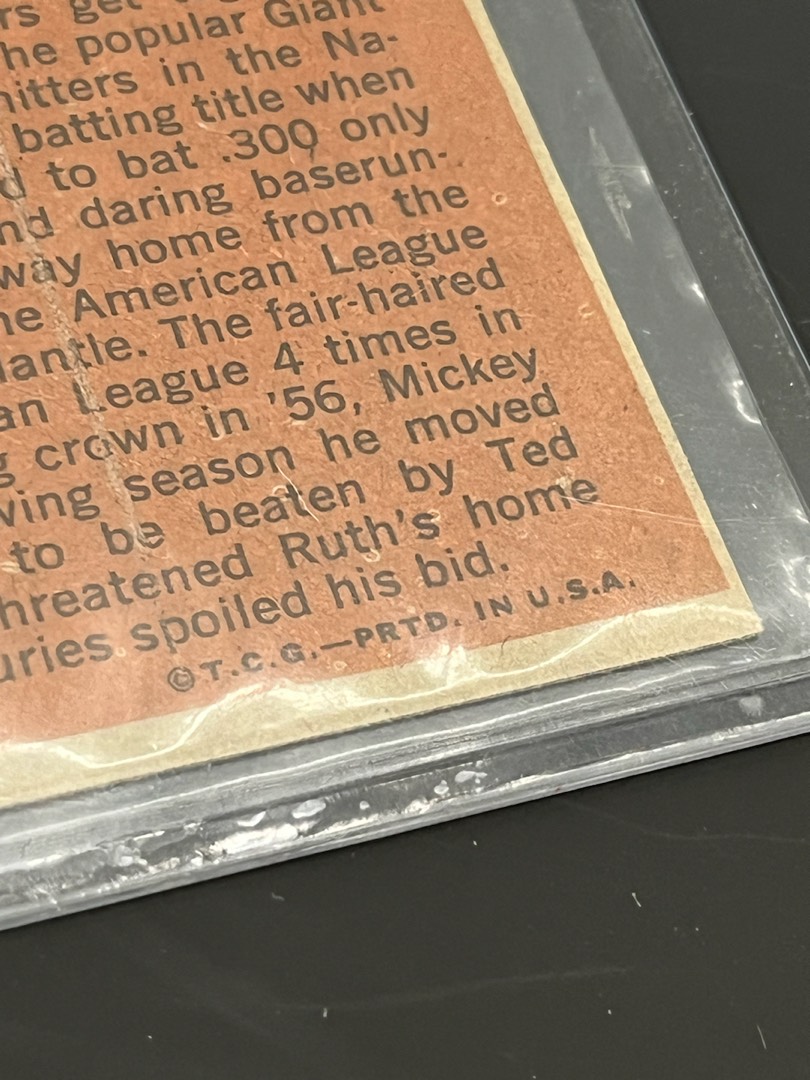 get
he popular Giant
hitters in the Na-
batting title when
d to bat .300 only
nd daring baserun-
way home from the
he American League
lantle. The fair-haired
an League 4 times in
g crown in '56, Mickey
wing season he moved
to be beaten by Ted
hreatened Ruth's home
uries spoiled his bid.
©T.C.G.—PRTD. IN U.S.A.